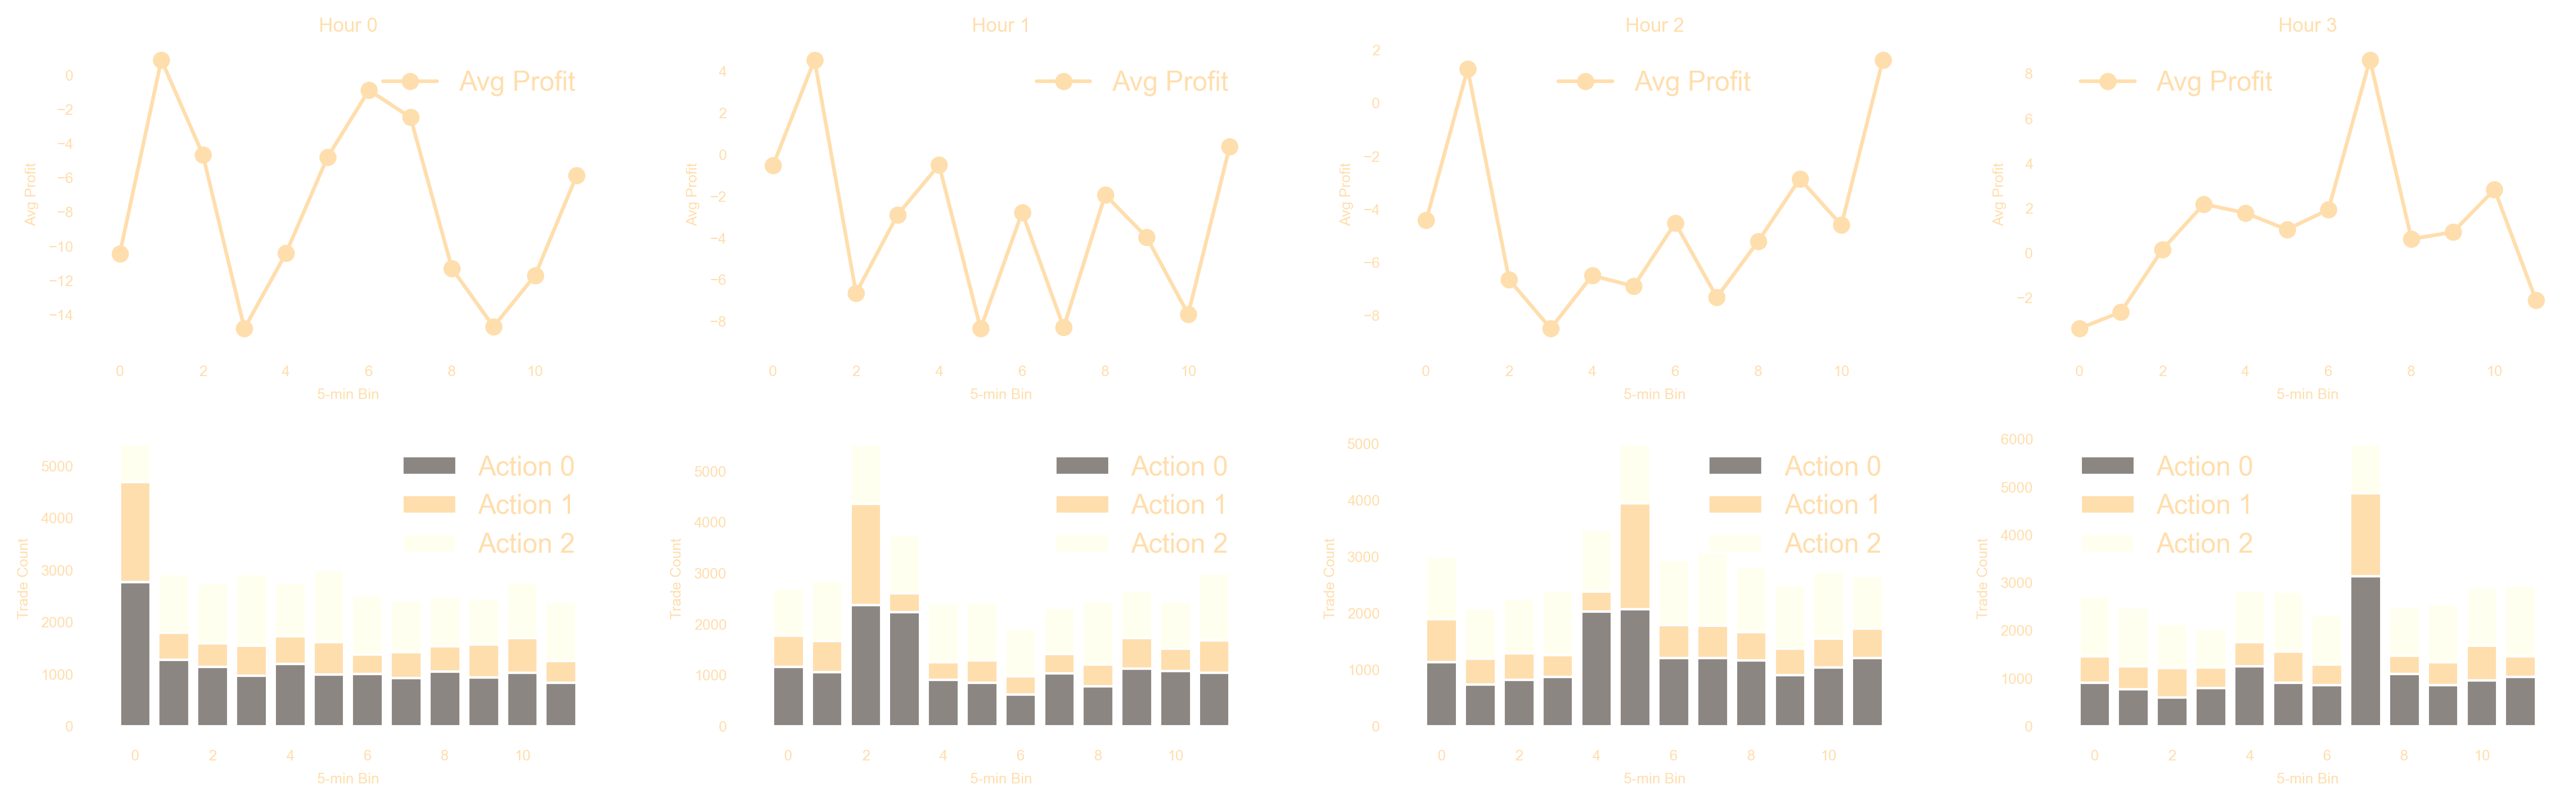 Hour 0
Avg Profit
0
−2
−4
−6
−8
−10
−12
−14
Avg Profit
0 2 4 6 8 10
5-min Bin
Hour 1
Avg Profit
4
2
0
−2
−4
−6
−8
Avg Profit
0 2 4 6 8 10
5-min Bin
Hour 2
Avg Profit
2
0
−2
−4
−6
−8
Avg Profit
0 2 4 6 8 10
5-min Bin
Hour 3
Avg Profit
8
6
4
2
0
−2
Avg Profit
0 2 4 6 8 10
5-min Bin
Action 0
Action 1
Action 2
5000
4000
3000
2000
1000
0
Trade Count
0 2 4 6 8 10
5-min Bin
Action 0
Action 1
Action 2
5000
4000
3000
2000
1000
0
Trade Count
0 2 4 6 8 10
5-min Bin
Action 0
Action 1
Action 2
5000
4000
3000
2000
1000
0
Trade Count
0 2 4 6 8 10
5-min Bin
Action 0
Action 1
Action 2
6000
5000
4000
3000
2000
1000
0
Trade Count
0 2 4 6 8 10
5-min Bin